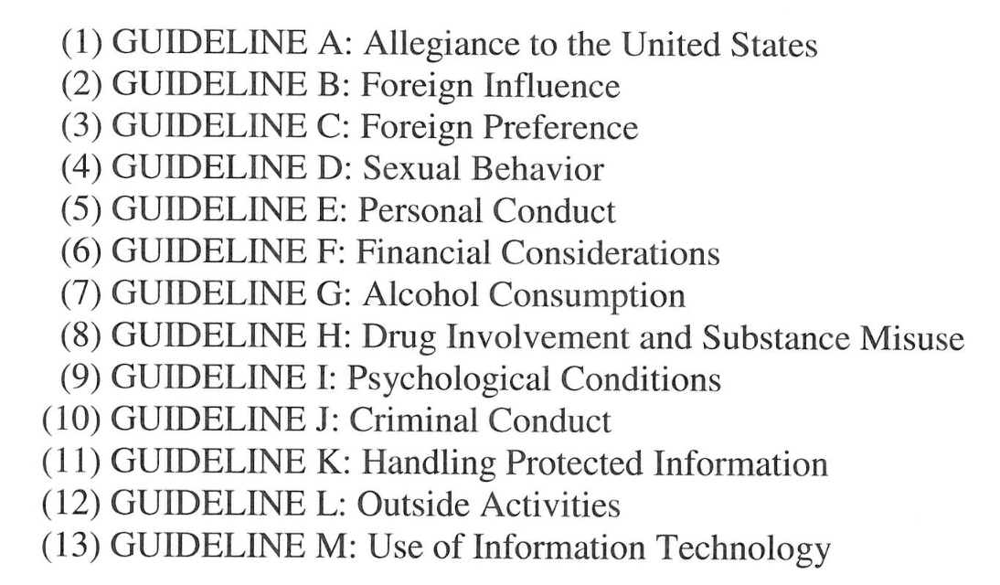 (1) GUIDELINE A: Allegiance to the United States
(2) GUIDELINE B: Foreign Influence
(3) GUIDELINE C: Foreign Preference
(4) GUIDELINE D: Sexual Behavior
(5) GUIDELINE E: Personal Conduct
(6) GUIDELINE F: Financial Considerations
(7) GUIDELINE G: Alcohol Consumption
(8) GUIDELINE H: Drug Involvement and Substance Misuse
(9) GUIDELINE I: Psychological Conditions
(10) GUIDELINE J: Criminal Conduct
(11) GUIDELINE K: Handling Protected Information
(12) GUIDELINE L: Outside Activities
(13) GUIDELINE M: Use of Information Technology